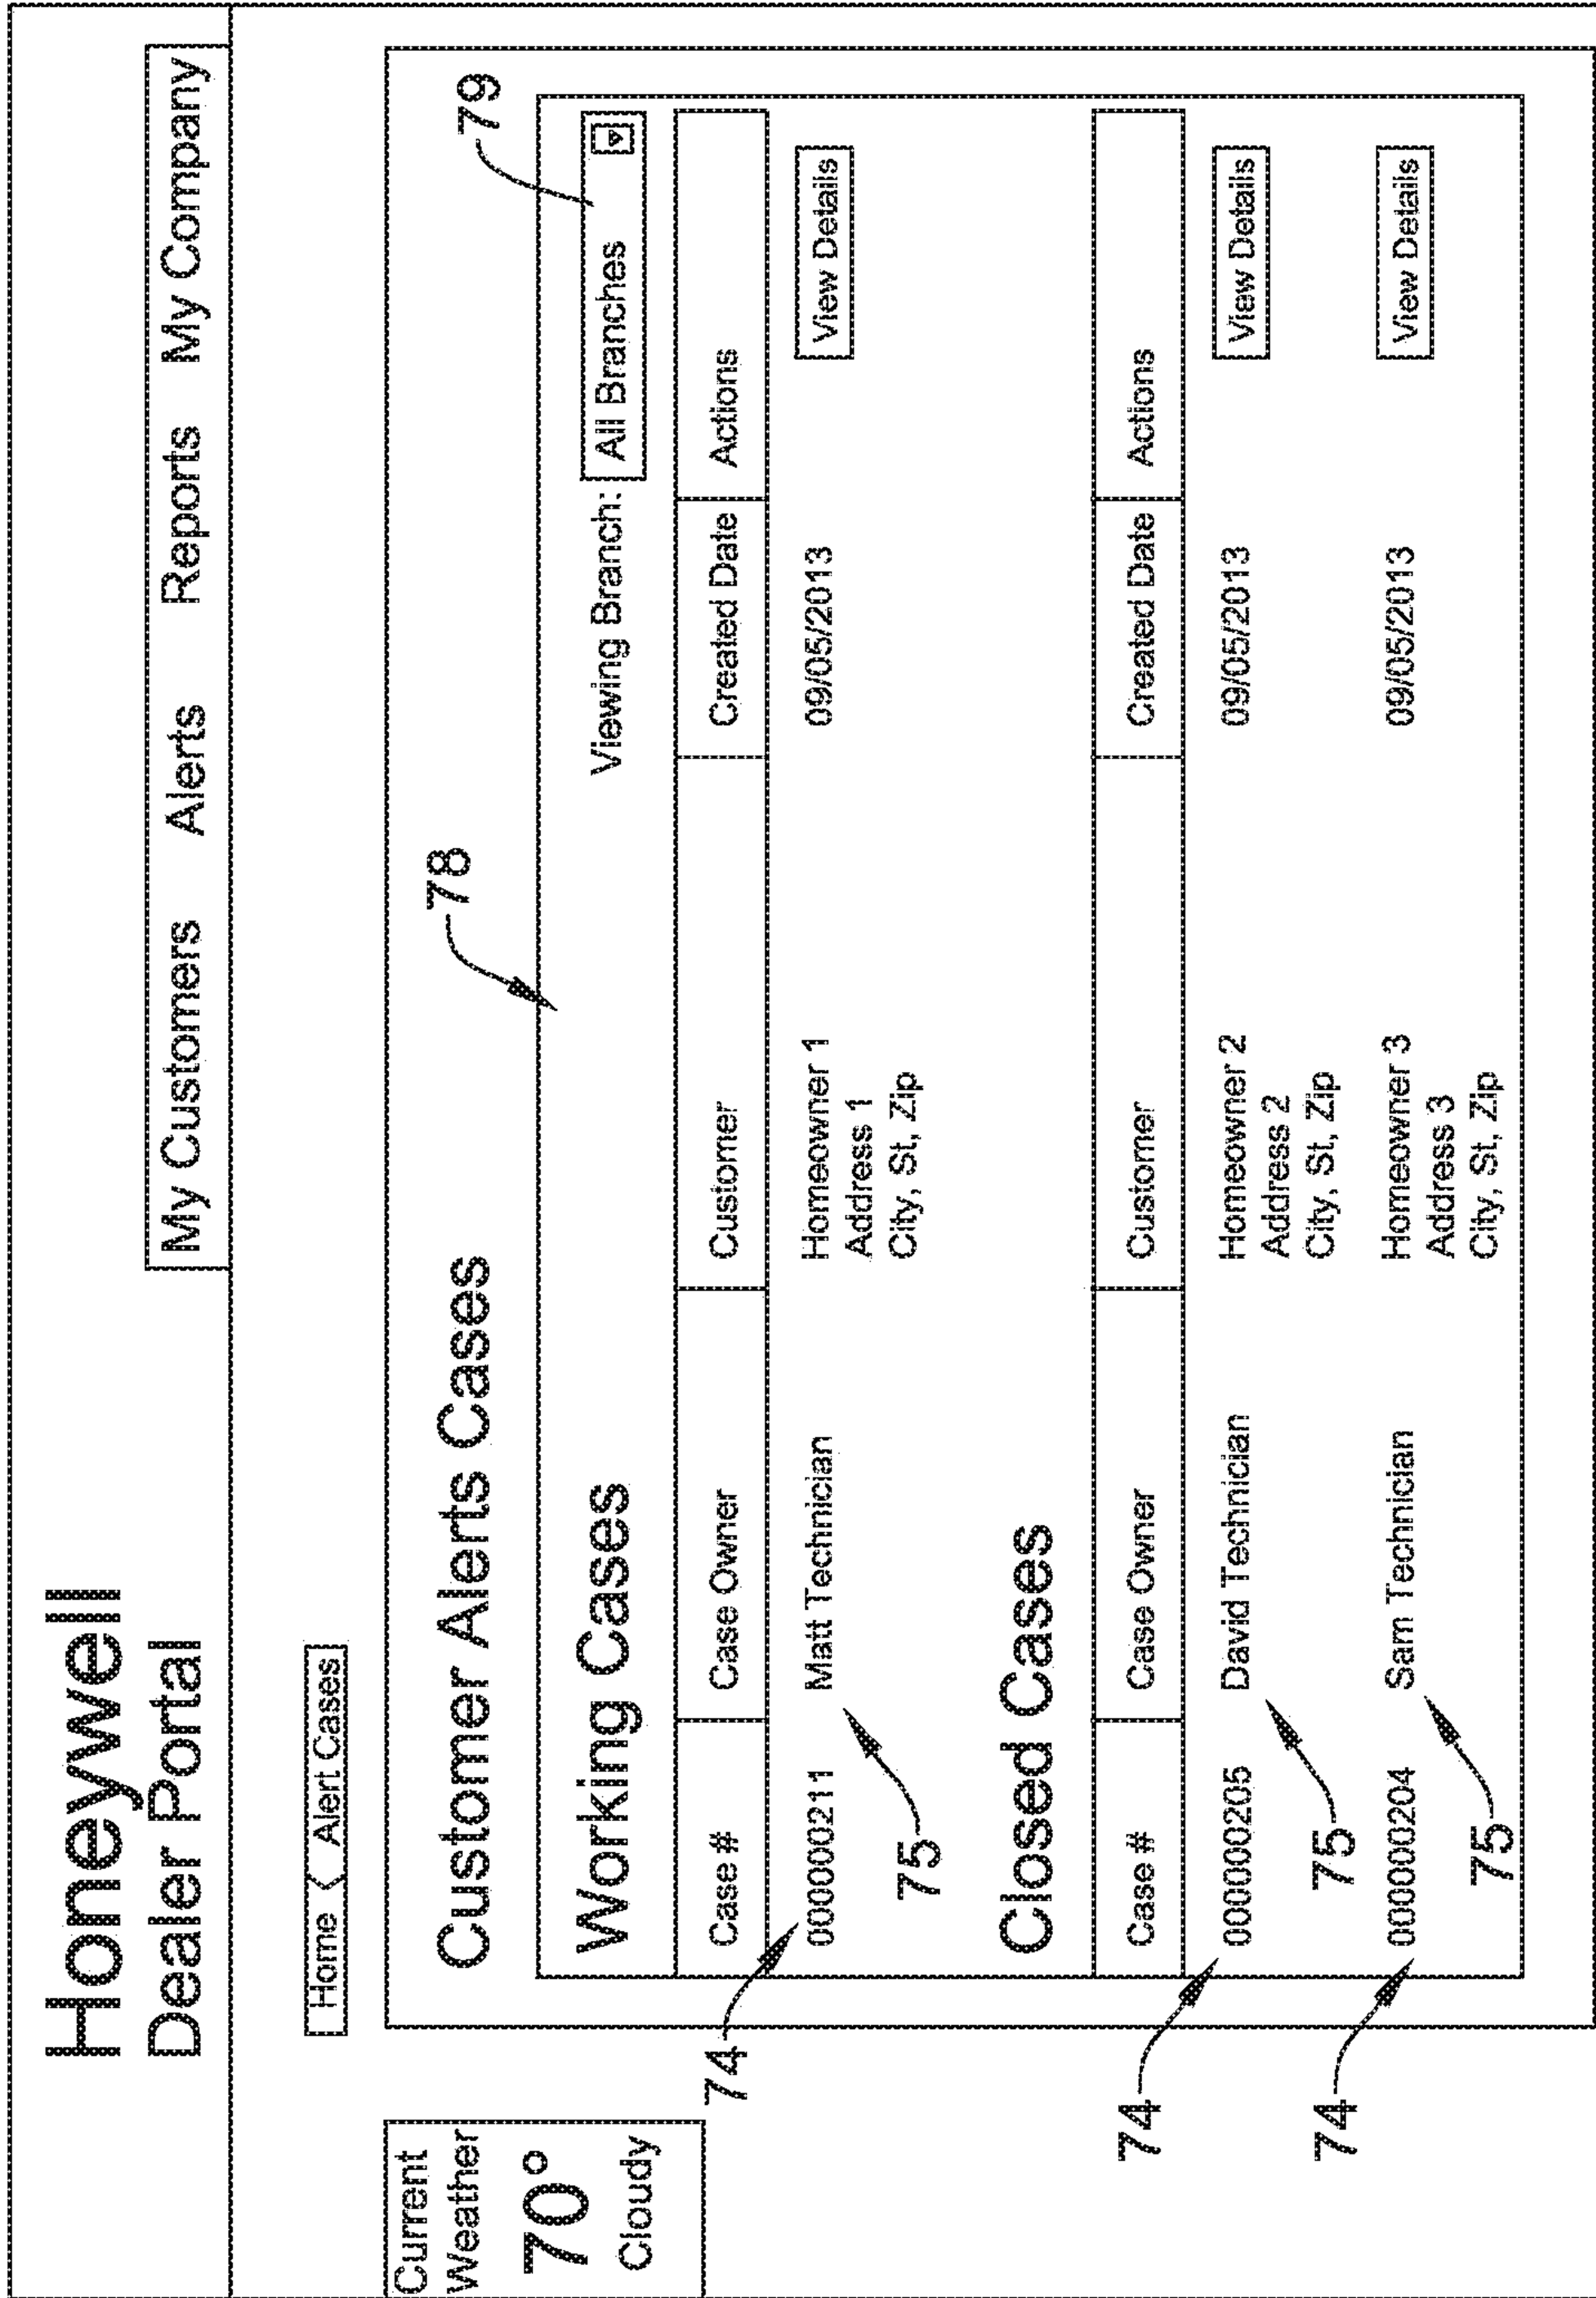 Honeywell
Dealer Portal
My Customers Alerts Reports My Company
Home Alert Cases
Current
Weather
70°
Cloudy
Customer Alerts Cases
78
79
Working Cases
Viewing Branch: All Branches
Case # Case Owner Customer Created Date Actions
74
000000211 Matt Technician Homeowner 1 09/05/2013 View Details
Address 1
75
City, St, Zip
Closed Cases
Case # Case Owner Customer Created Date Actions
74
000000205 David Technician Homeowner 2 09/05/2013 View Details
Address 2
75
City, St, Zip
74
000000204 Sam Technician Homeowner 3 09/05/2013 View Details
Address 3
75
City, St, Zip